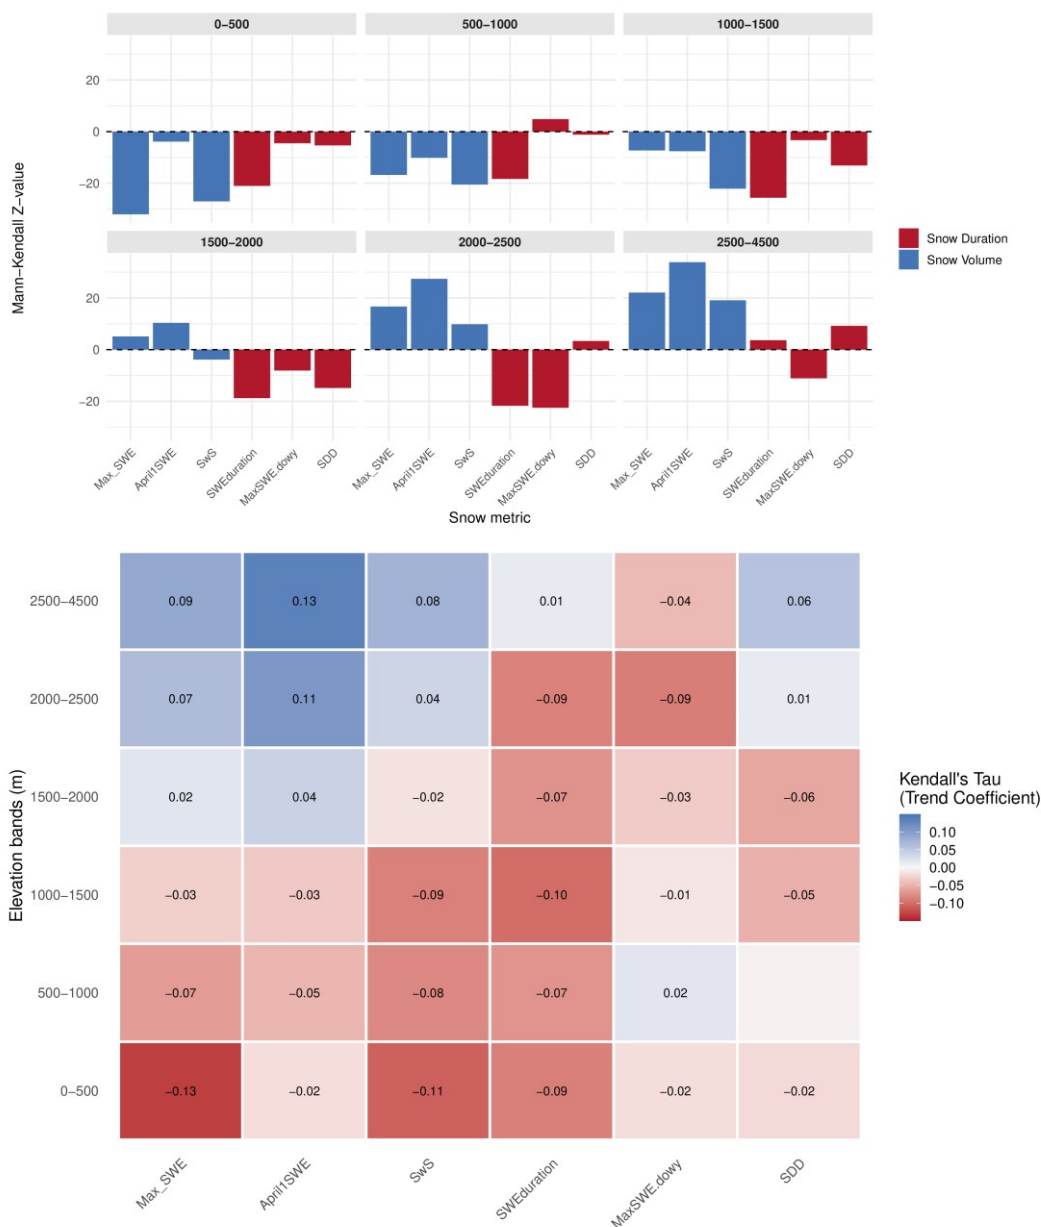 0−500 500−1000 1000−1500
20
0
−20
Mann−Kendall Z−value
1500−2000 2000−2500 2500−4500
20
0
−20
Snow Duration
Snow Volume
Max_SWE April1SWE SwS SWEduration MaxSWE.dowy SDD Max_SWE April1SWE SwS SWEduration MaxSWE.dowy SDD Max_SWE April1SWE SwS SWEduration MaxSWE.dowy SDD
Snow metric
Elevation bands (m)
2500−4500 0.09 0.13 0.08 0.01 −0.04 0.06
2000−2500 0.07 0.11 0.04 −0.09 −0.09 0.01
1500−2000 0.02 0.04 −0.02 −0.07 −0.03 −0.06
1000−1500 −0.03 −0.03 −0.09 −0.10 −0.01 −0.05
500−1000 −0.07 −0.05 −0.08 −0.07 0.02
0−500 −0.13 −0.02 −0.11 −0.09 −0.02 −0.02
Max_SWE April1SWE SwS SWEduration MaxSWE.dowy SDD
Kendall's Tau
(Trend Coefficient)
0.10
0.05
0.00
−0.05
−0.10